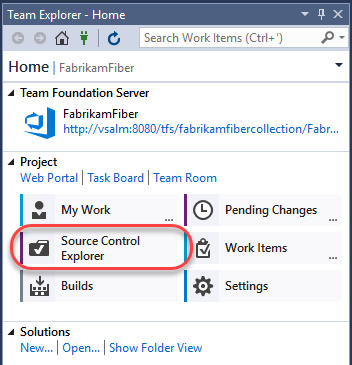 Team Explorer - Home
Search Work Items (Ctrl+')
Home | FabrikamFiber
Team Foundation Server
FabrikamFiber
http://vsalm:8080/tfs/fabrikamfibercollection/Fabr...
Project
Web Portal | Task Board | Team Room
My Work ...
Pending Changes ...
Source Control
Explorer
Work Items ...
Builds
Settings
Solutions
New... | Open... | Show Folder View